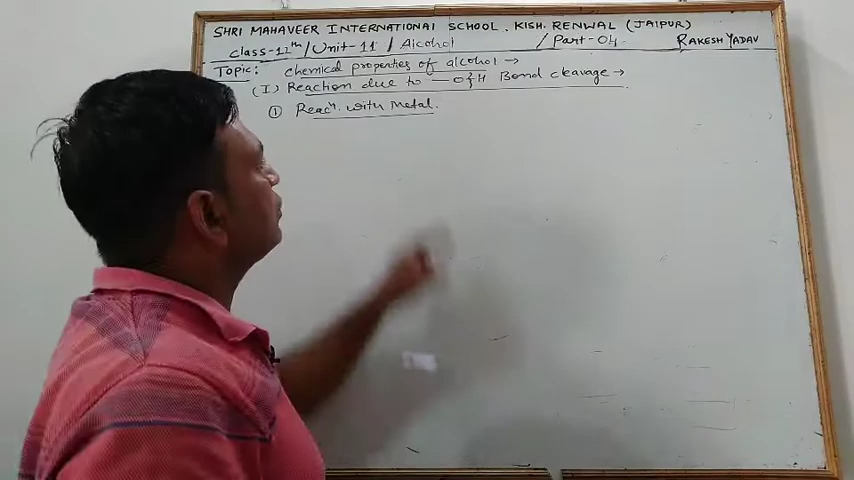 SHRI MAHAVEER INTERNATIONAL SCHOOL. KISH. RENWAL (JAIPUR)
class-12th / Unit-11 / Alcohol / Part-04 RAKESH YADAV
Topic: chemical properties of alcohol →
(I) Reaction due to —O}H Bond cleavage →
① Reacn. with Metal.